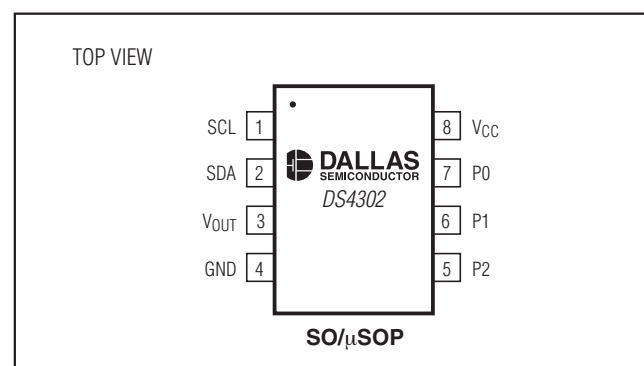 TOP VIEW
SCL 1
8 VCC
SDA 2
7 P0
VOUT 3
6 P1
GND 4
5 P2
DALLAS
SEMICONDUCTOR
DS4302
SO/μSOP